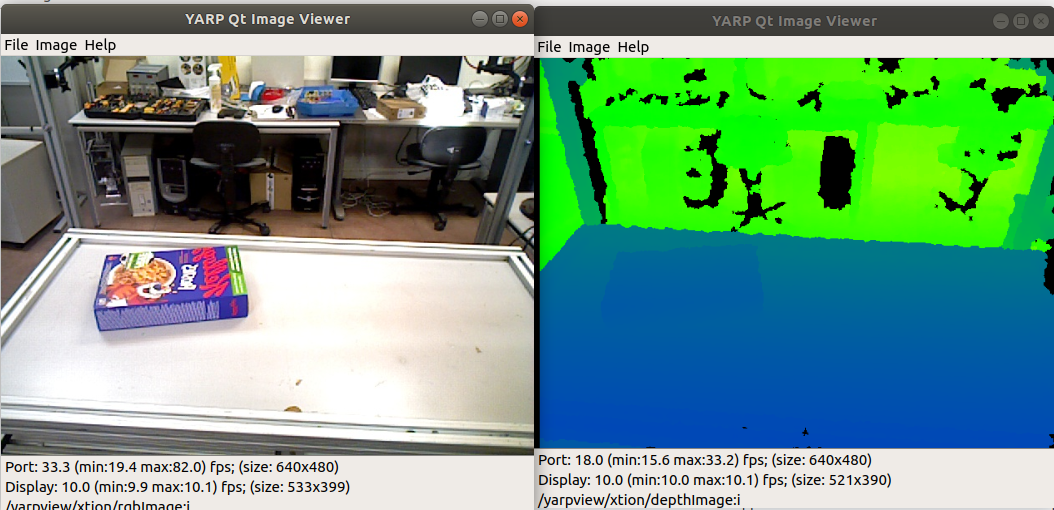 YARP Qt Image Viewer
File Image Help
Port: 33.3 (min:19.4 max:82.0) fps; (size: 640x480)
Display: 10.0 (min:9.9 max:10.1) fps; (size: 533x399)
/yarpview/xtion/rgbImage:i
YARP Qt Image Viewer
File Image Help
Port: 18.0 (min:15.6 max:33.2) fps; (size: 640x480)
Display: 10.0 (min:10.0 max:10.1) fps; (size: 521x390)
/yarpview/xtion/depthImage:i